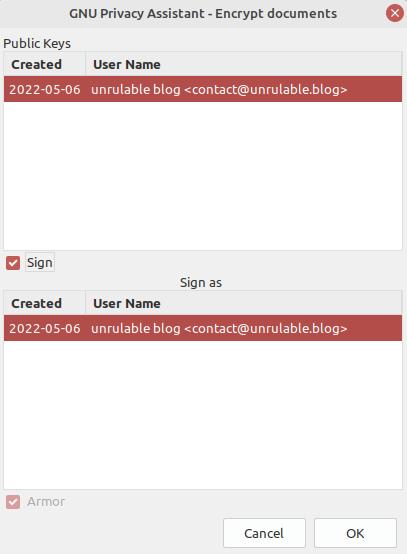 GNU Privacy Assistant - Encrypt documents
Public Keys
Created User Name
2022-05-06 unrulable blog <contact@unrulable.blog>
Sign
Sign as
Created User Name
2022-05-06 unrulable blog <contact@unrulable.blog>
Armor
Cancel OK